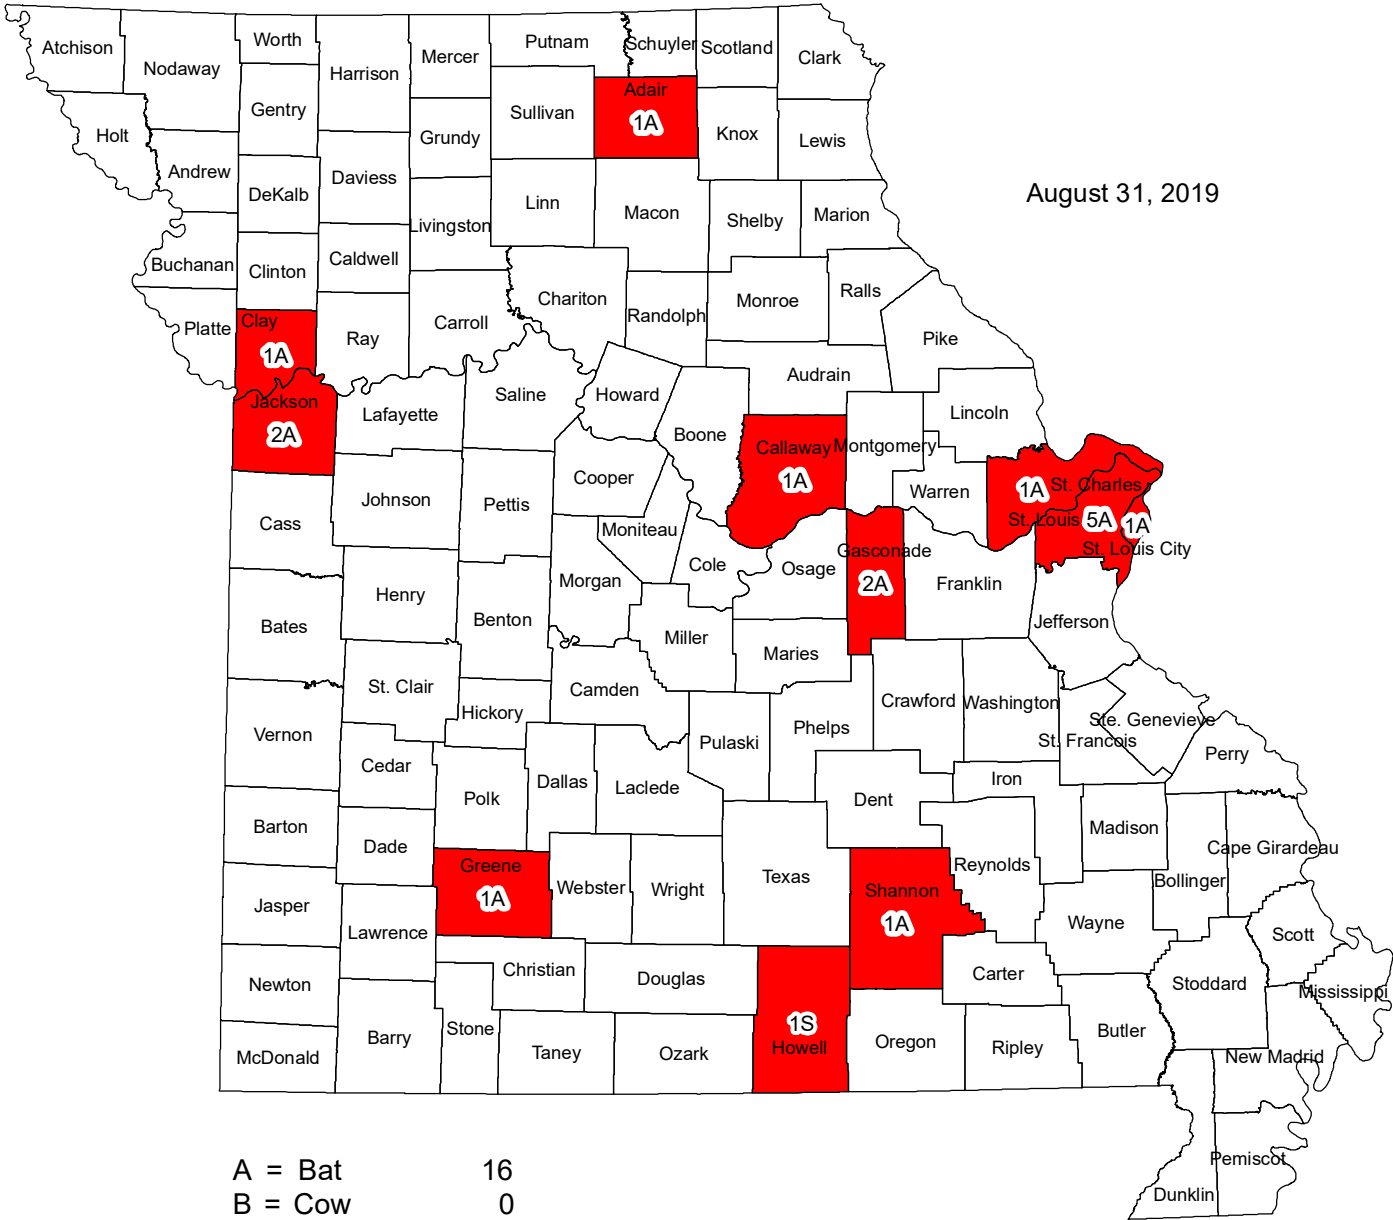 Atchison
Nodaway
Worth
Harrison
Mercer
Putnam
Schuyler
Scotland
Clark
Holt
Gentry
Grundy
Sullivan
Adair
1A
Knox
Lewis
Andrew
DeKalb
Daviess
Livingston
Linn
Macon
Shelby
Marion
August 31, 2019
Buchanan
Clinton
Caldwell
Chariton
Randolph
Monroe
Ralls
Platte
Clay
1A
Ray
Carroll
Pike
Audrain
Jackson
2A
Lafayette
Saline
Howard
Boone
Callaway
1A
Montgomery
Lincoln
Warren
1A
St. Charles
St. Louis
5A
1A
St. Louis City
Cass
Johnson
Pettis
Cooper
Moniteau
Cole
Osage
Gasconade
2A
Franklin
Jefferson
Bates
Henry
Benton
Morgan
Miller
Maries
Vernon
St. Clair
Hickory
Camden
Pulaski
Phelps
Crawford
Washington
St. Francois
Ste. Genevieve
Perry
Cedar
Polk
Dallas
Laclede
Dent
Iron
Madison
Cape Girardeau
Bollinger
Barton
Dade
Greene
1A
Webster
Wright
Texas
Shannon
1A
Reynolds
Wayne
Jasper
Lawrence
Christian
Douglas
1S
Howell
Carter
Scott
Stoddard
Mississippi
Newton
McDonald
Barry
Stone
Taney
Ozark
Oregon
Ripley
Butler
New Madrid
Pemiscot
Dunklin
A = Bat 16
B = Cow 0